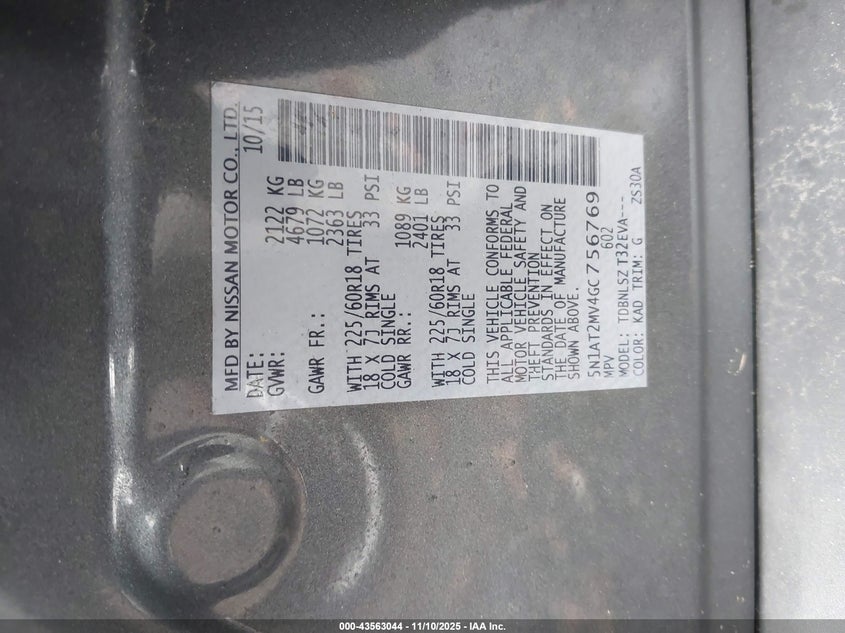 MFD BY NISSAN MOTOR CO., LTD.
DATE: 10/15
GVWR: 2122 KG
4679 LB
GAWR FR.: 1072 KG
2363 LB
WITH 225/60R18 TIRES
18 X 7J RIMS AT 33 PSI
COLD SINGLE
GAWR RR.: 1089 KG
2401 LB
WITH 225/60R18 TIRES
18 X 7J RIMS AT 33 PSI
COLD SINGLE
THIS VEHICLE CONFORMS TO
ALL APPLICABLE FEDERAL
MOTOR VEHICLE SAFETY AND
THEFT PREVENTION
STANDARDS IN EFFECT ON
THE DATE OF MANUFACTURE
SHOWN ABOVE.
5N1AT2MV4GC756769
MPV 602
MODEL: TDBNLSZ T32EVA---
COLOR: KAD TRIM: G ZS30A
000-43563044 — 11/10/2025 — IAA Inc.